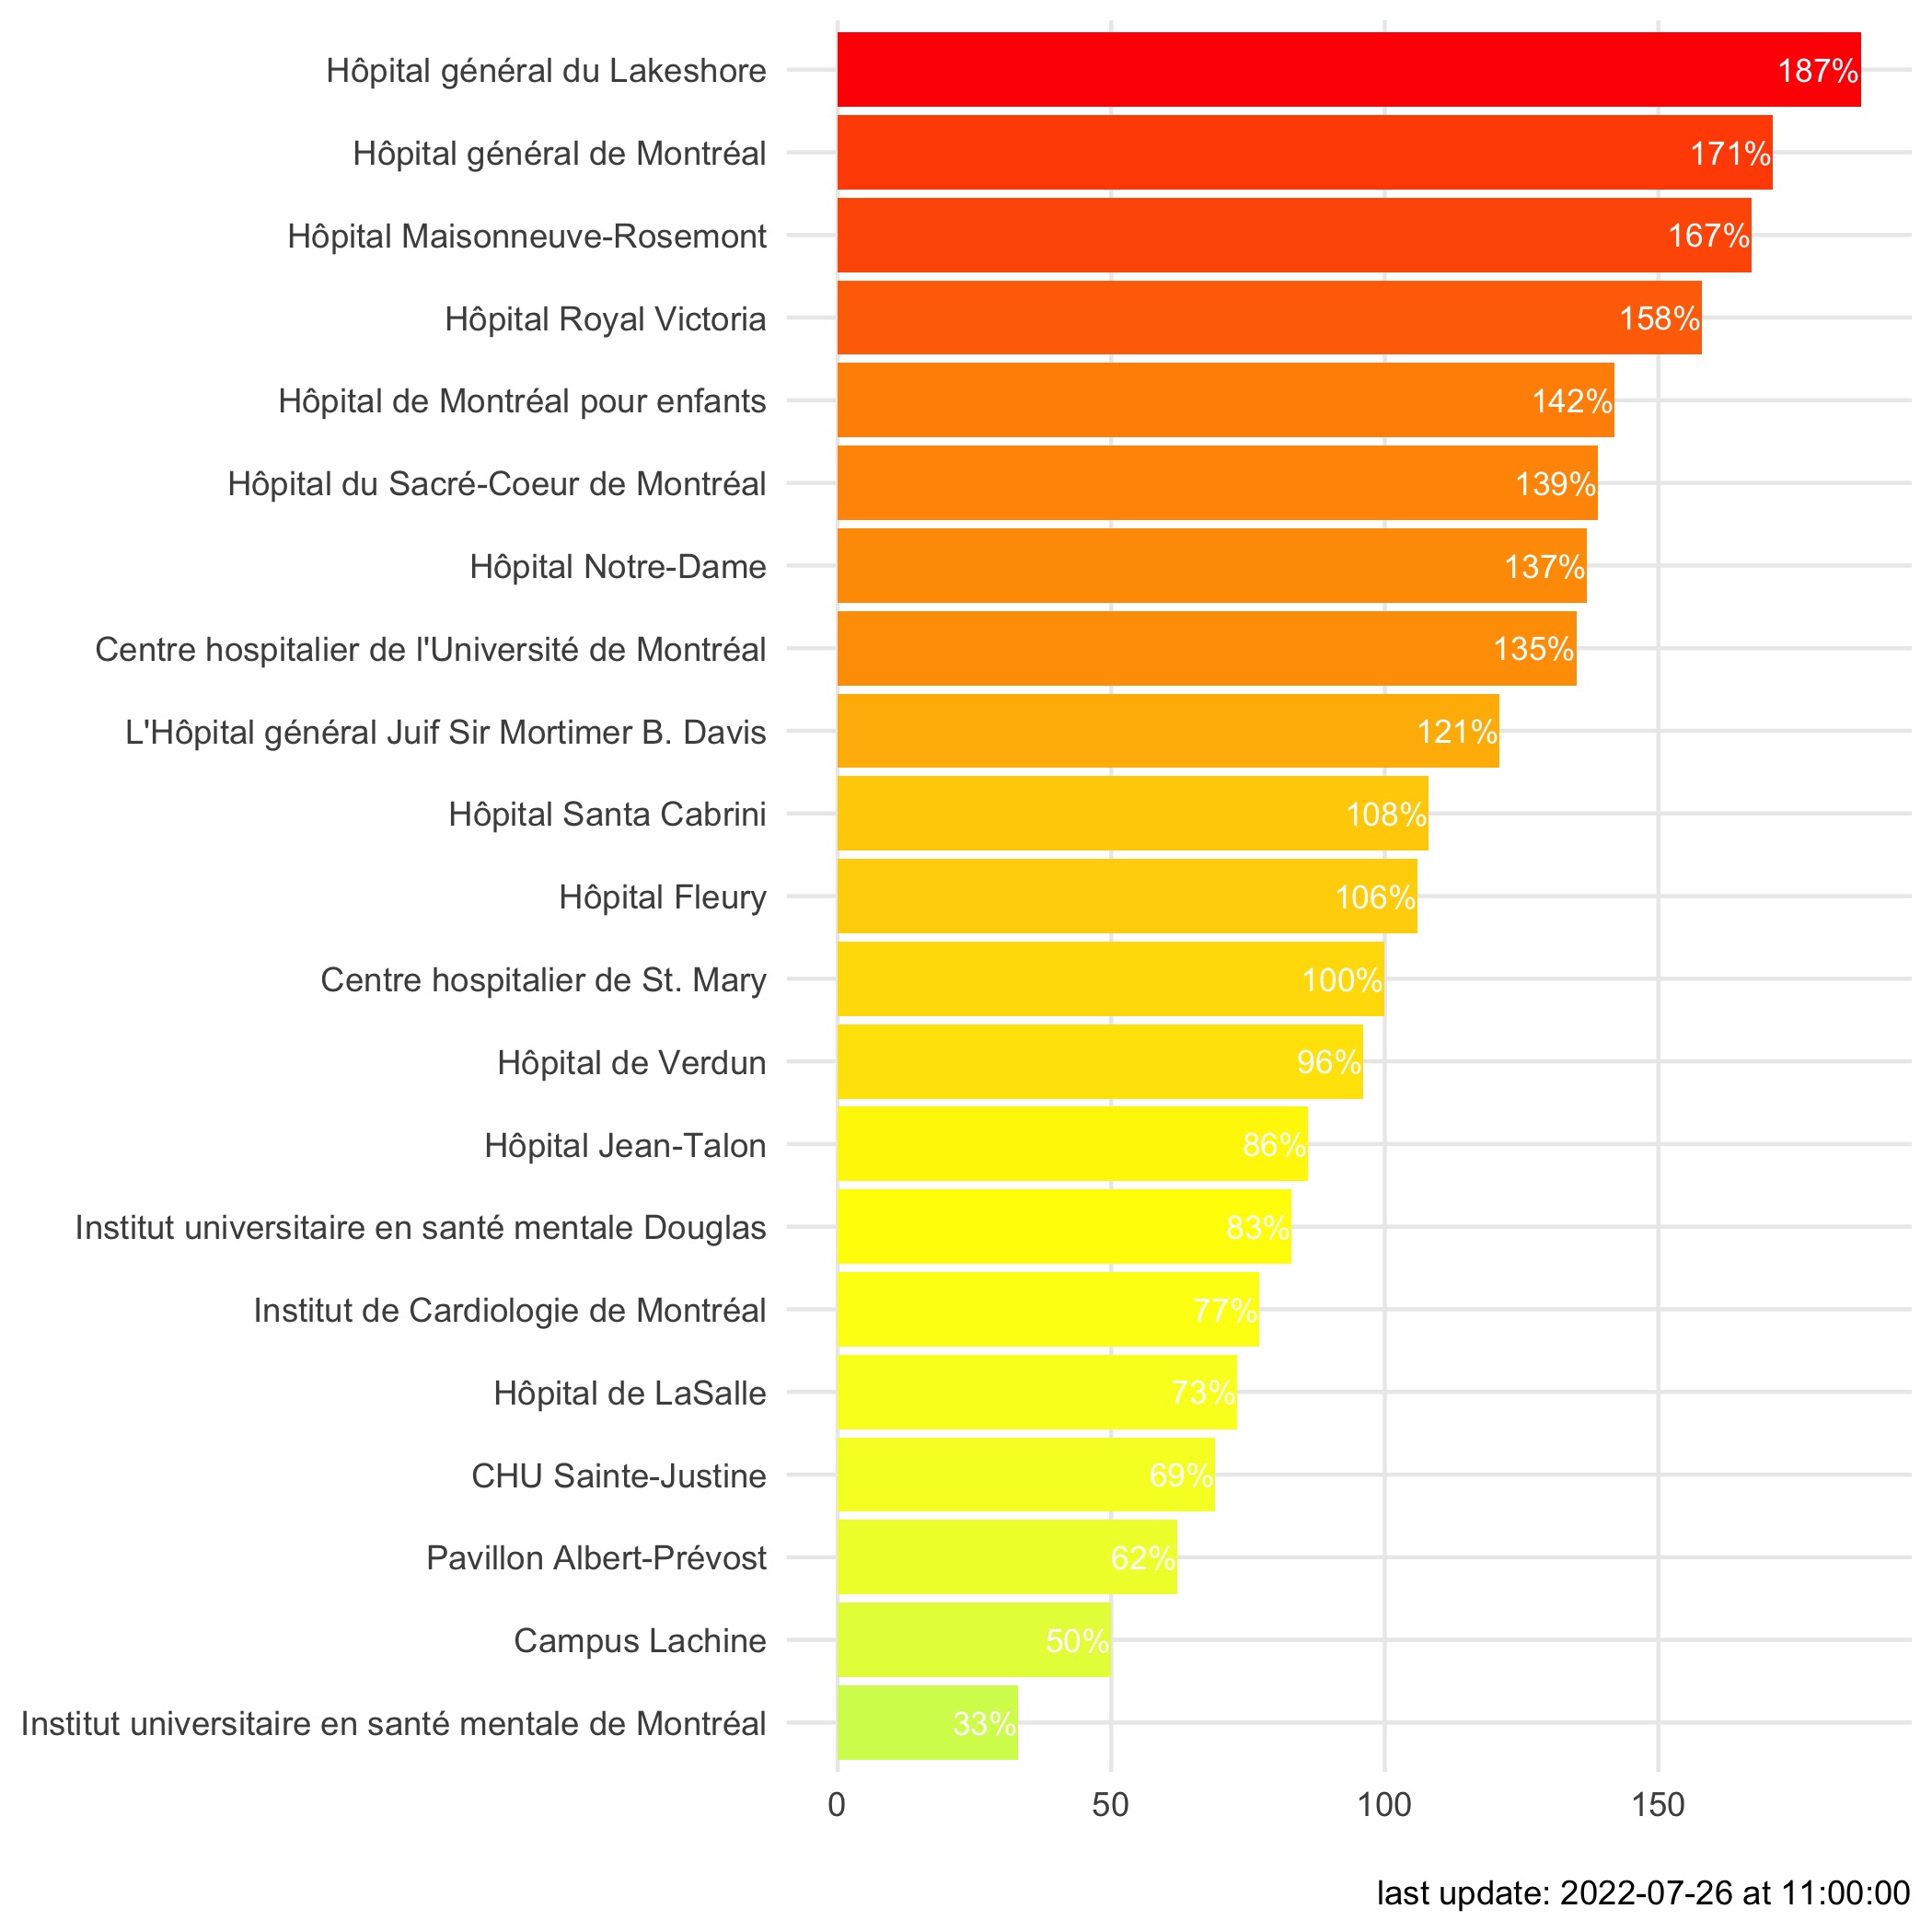 Hôpital général du Lakeshore 187%
Hôpital général de Montréal 171%
Hôpital Maisonneuve-Rosemont 167%
Hôpital Royal Victoria 158%
Hôpital de Montréal pour enfants 142%
Hôpital du Sacré-Coeur de Montréal 139%
Hôpital Notre-Dame 137%
Centre hospitalier de l'Université de Montréal 135%
L'Hôpital général Juif Sir Mortimer B. Davis 121%
Hôpital Santa Cabrini 108%
Hôpital Fleury 106%
Centre hospitalier de St. Mary 100%
Hôpital de Verdun 96%
Hôpital Jean-Talon 86%
Institut universitaire en santé mentale Douglas 83%
Institut de Cardiologie de Montréal 77%
Hôpital de LaSalle 73%
CHU Sainte-Justine 69%
Pavillon Albert-Prévost 62%
Campus Lachine 50%
Institut universitaire en santé mentale de Montréal 33%
0 50 100 150
last update: 2022-07-26 at 11:00:00